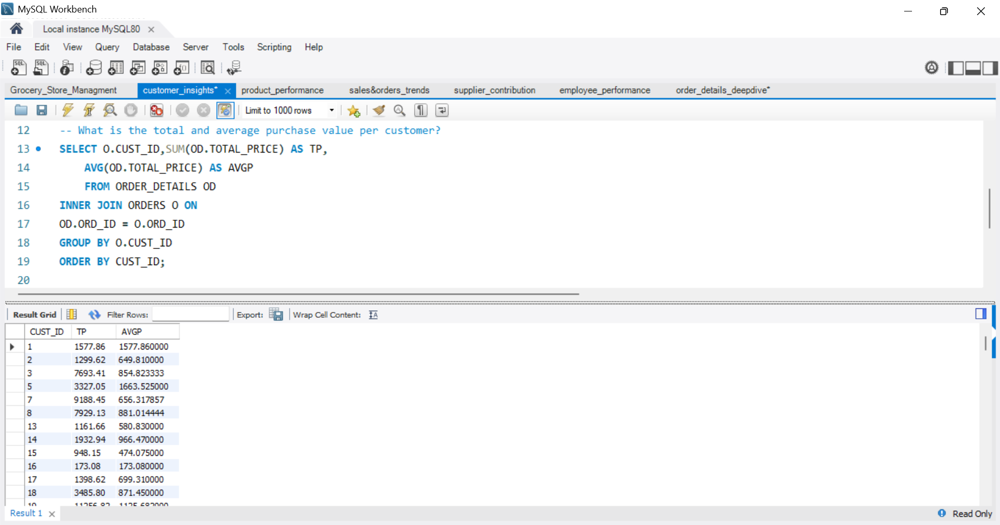 MySQL Workbench
Local instance MySQL80
File Edit View Query Database Server Tools Scripting Help
Grocery_Store_Managment customer_insights* product_performance sales&orders_trends supplier_contribution employee_performance order_details_deepdive*
Limit to 1000 rows
12 -- What is the total and average purchase value per customer?
13 SELECT O.CUST_ID,SUM(OD.TOTAL_PRICE) AS TP,
14 AVG(OD.TOTAL_PRICE) AS AVGP
15 FROM ORDER_DETAILS OD
16 INNER JOIN ORDERS O ON
17 OD.ORD_ID = O.ORD_ID
18 GROUP BY O.CUST_ID
19 ORDER BY CUST_ID;
20
Result Grid Filter Rows: Export: Wrap Cell Content:
CUST_ID TP AVGP
1 1577.86 1577.860000
2 1299.62 649.810000
3 7693.41 854.823333
5 3327.05 1663.525000
7 9188.45 656.317857
8 7929.13 881.014444
13 1161.66 580.830000
14 1932.94 966.470000
15 948.15 474.075000
16 173.08 173.080000
17 1398.62 699.310000
18 3485.80 871.450000
Result 1 Read Only